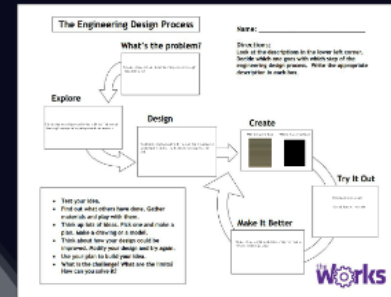 The Engineering Design Process
Name:
What's the problem?
Directions:
Look at the descriptions in the lower left corner.
Decide which one goes with which step of the
engineering design process. Write the appropriate
description in each box.
Explore
Design
Create
Try It Out
Make It Better
• Test your idea.
• Find out what others have done. Gather
materials and play with them.
• Think up lots of ideas. Pick one and make a
plan. Make a drawing or a model.
• Think about how your design could be
improved. Modify your design and try again.
• Use your plan to build your idea.
• What is the challenge? What are the limits?
How can you solve it?
the Works